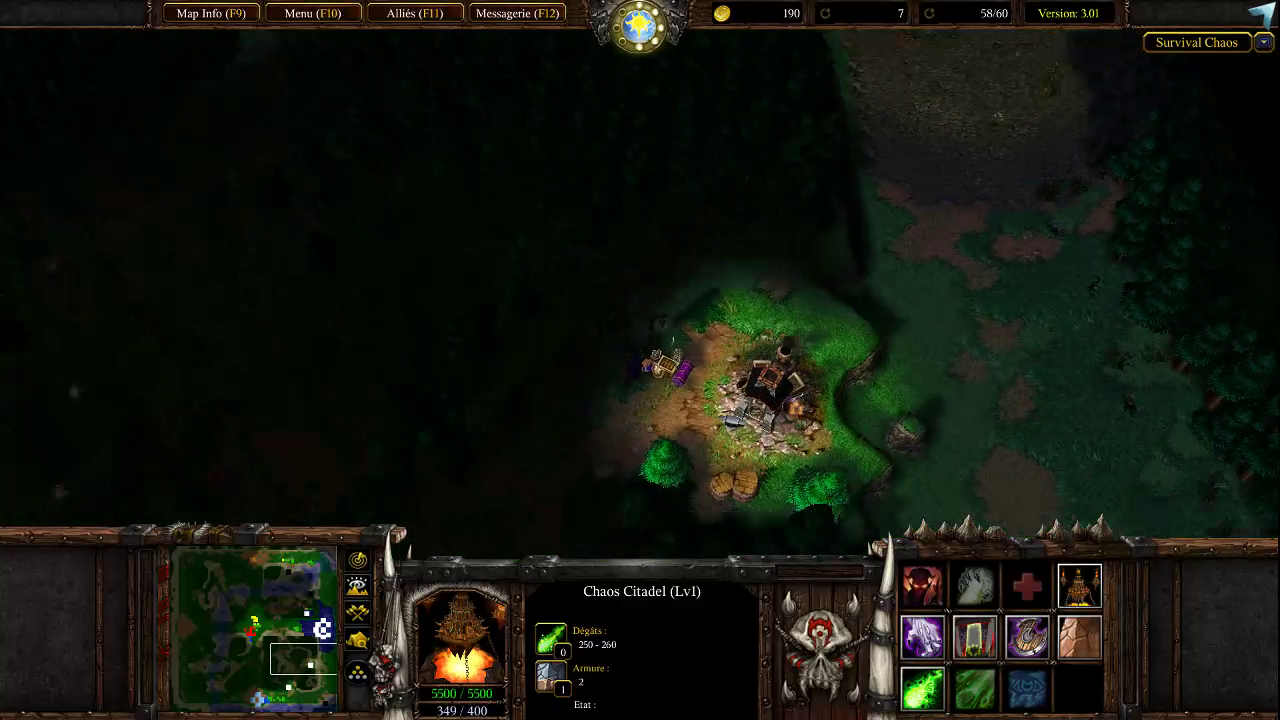 Map Info (F9)
Menu (F10)
Alliés (F11)
Messagerie (F12)
190
7
58/60
Version: 3.01
Survival Chaos
Chaos Citadel (Lv1)
Dégâts :
250 - 260
0
Armure :
2
1
Etat :
5500 / 5500
349 / 400